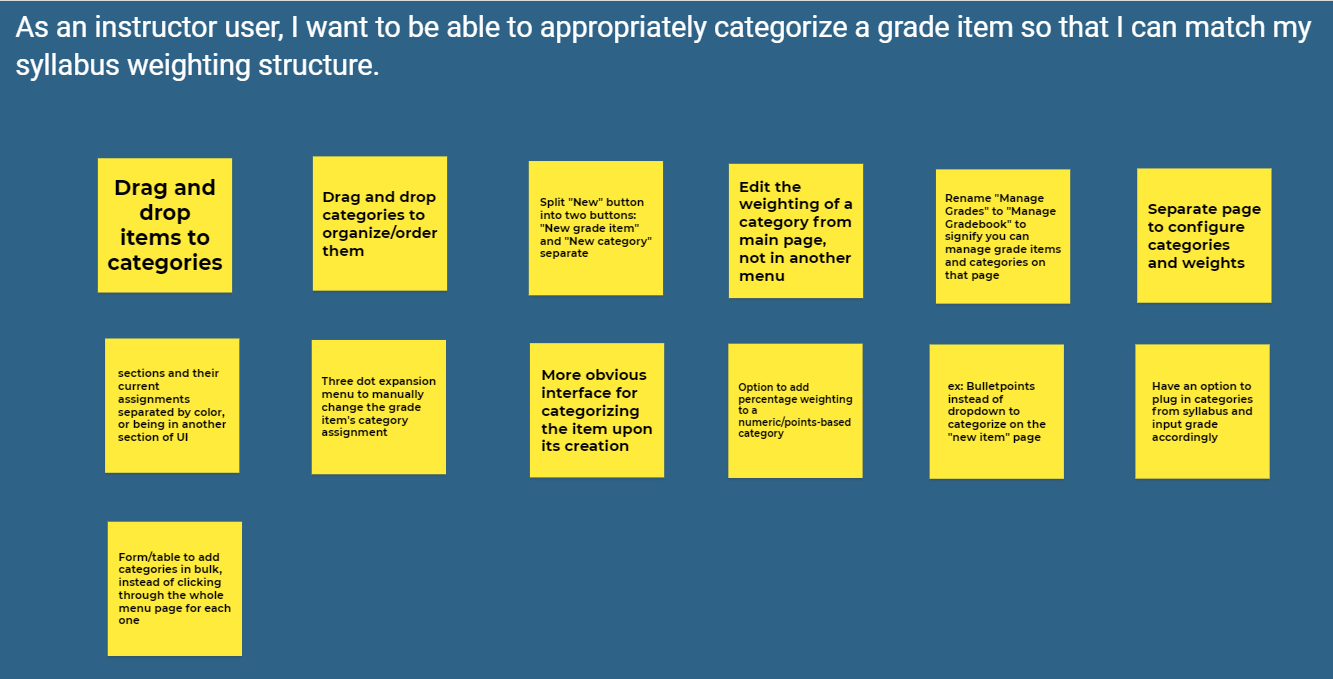 As an instructor user, I want to be able to appropriately categorize a grade item so that I can match my
syllabus weighting structure.
Drag and
drop
items to
categories
Drag and drop
categories to
organize/order
them
Split "New" button
into two buttons:
"New grade item"
and "New category"
separate
Edit the
weighting of a
category from
main page,
not in another
menu
Rename "Manage
Grades" to "Manage
Gradebook" to
signify you can
manage grade items
and categories on
that page
Separate page
to configure
categories
and weights
sections and their
current
assignments
separated by color,
or being in another
section of UI
Three dot expansion
menu to manually
change the grade
item's category
assignment
More obvious
interface for
categorizing
the item upon
its creation
Option to add
percentage weighting
to a
numeric/points-based
category
ex: Bulletpoints
instead of
dropdown to
categorize on the
"new item" page
Have an option to
plug in categories
from syllabus and
input grade
accordingly
Form/table to add
categories in bulk,
instead of clicking
through the whole
menu page for each
one